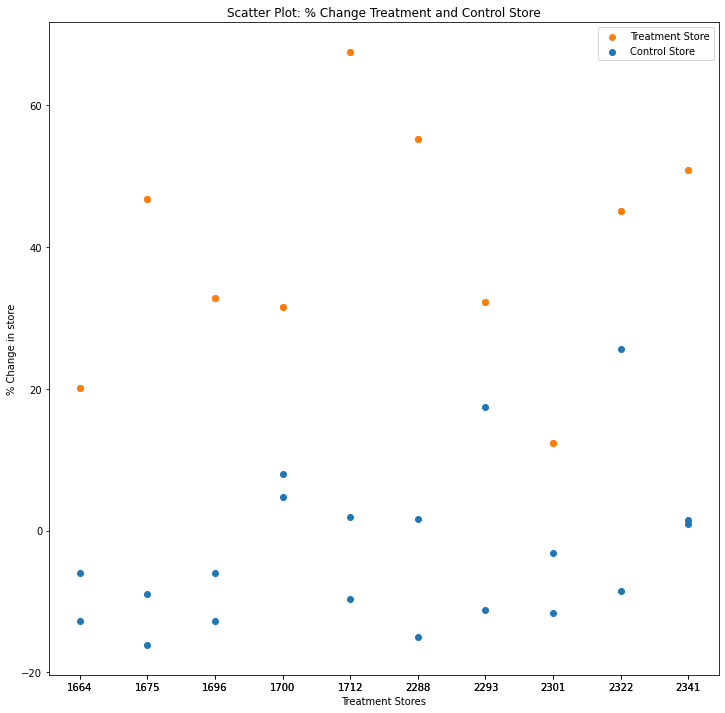 Scatter Plot: % Change Treatment and Control Store
Treatment Store
Control Store
% Change in store
60
40
20
0
−20
1664 1675 1696 1700 1712 2288 2293 2301 2322 2341
Treatment Stores